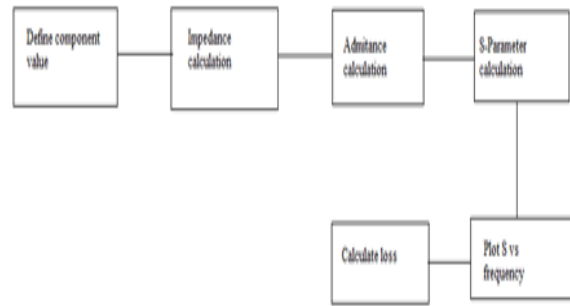 Define component
value
Impedance
calculation
Admitance
calculation
S-Parameter
calculation
Calculate loss
Plot S vs
frequency